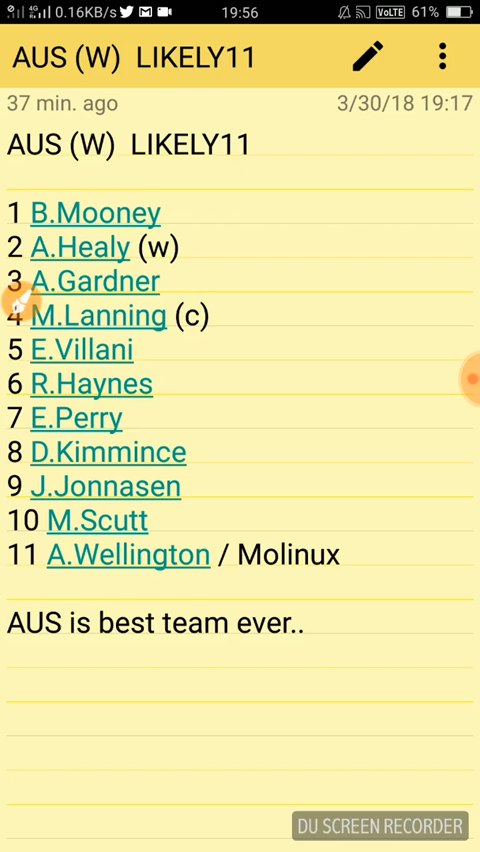 4G 0.16KB/s 19:56 VoLTE 61%
AUS (W) LIKELY11
37 min. ago 3/30/18 19:17
AUS (W) LIKELY11
1 B.Mooney
2 A.Healy (w)
3 A.Gardner
4 M.Lanning (c)
5 E.Villani
6 R.Haynes
7 E.Perry
8 D.Kimmince
9 J.Jonnasen
10 M.Scutt
11 A.Wellington / Molinux
AUS is best team ever..
DU SCREEN RECORDER